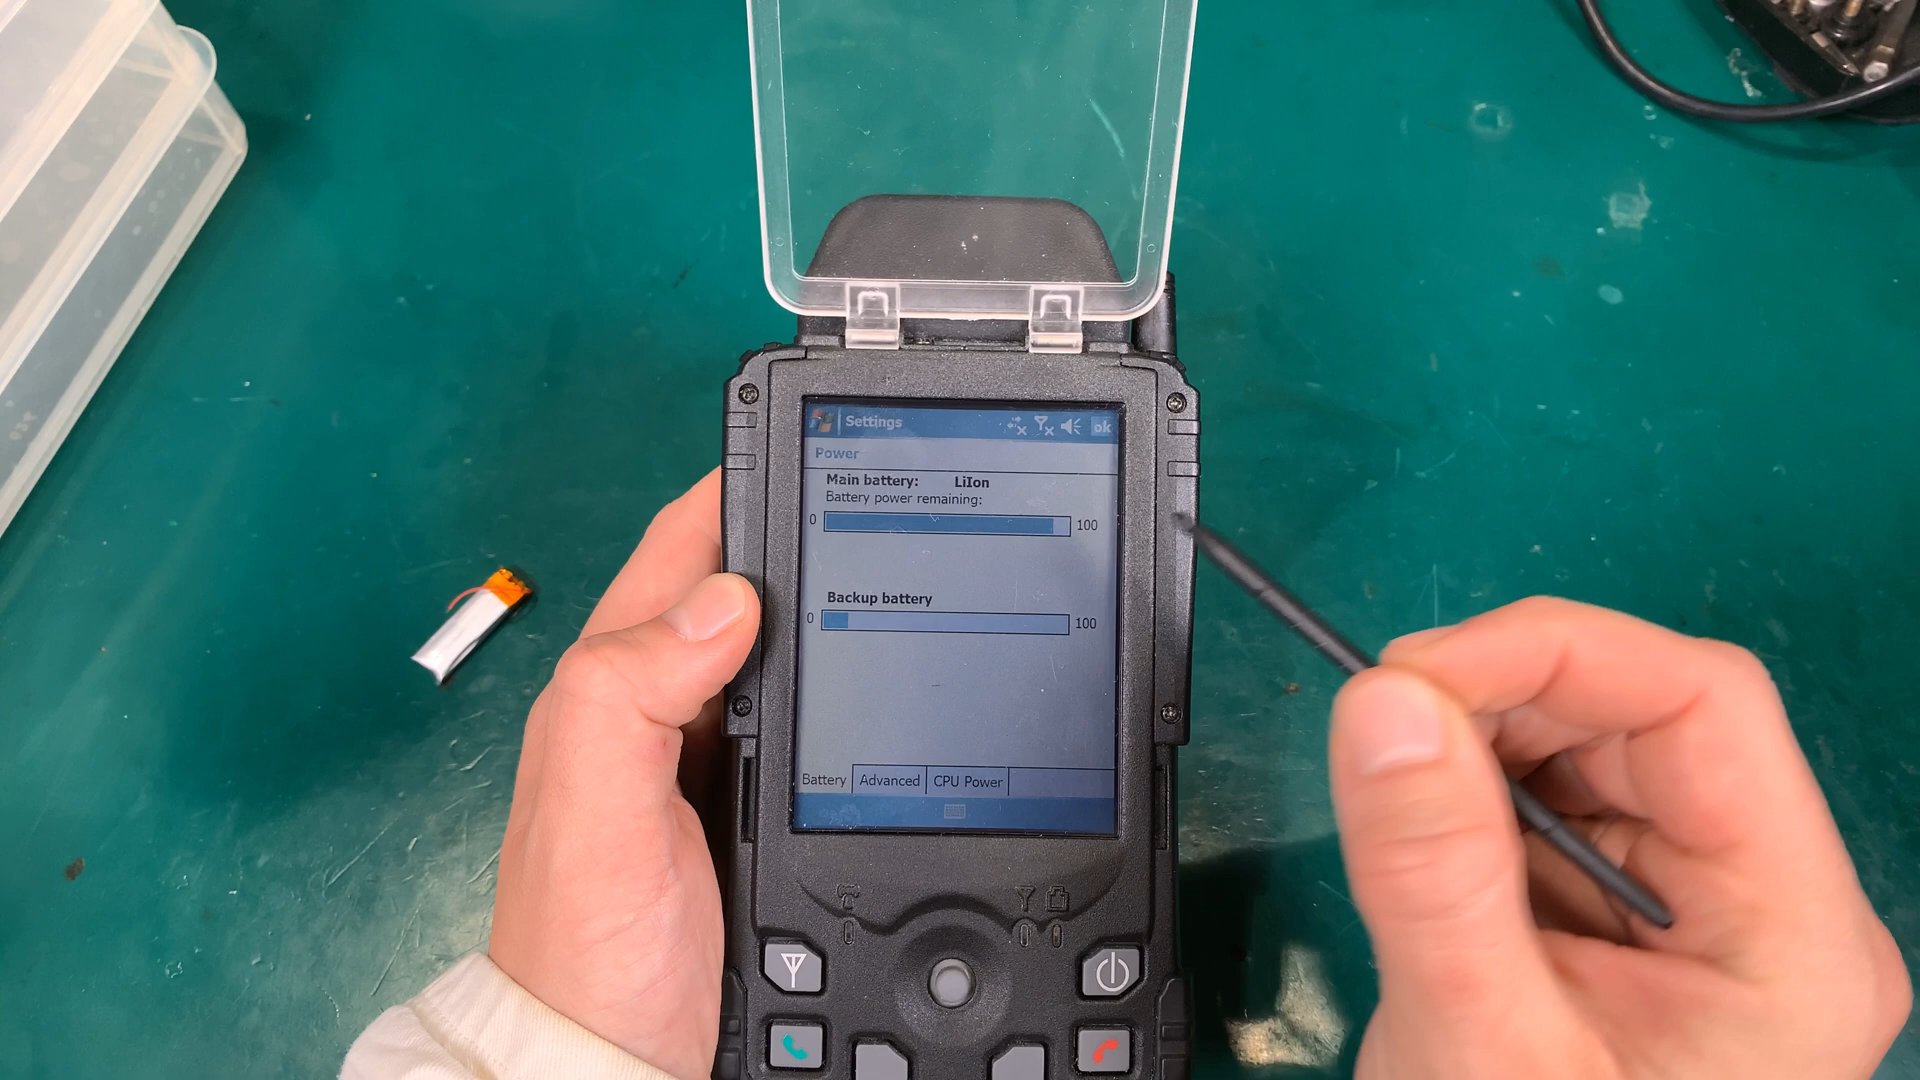 Settings ok
Power
Main battery: LiIon
Battery power remaining:
0 100
Backup battery
0 100
Battery Advanced CPU Power